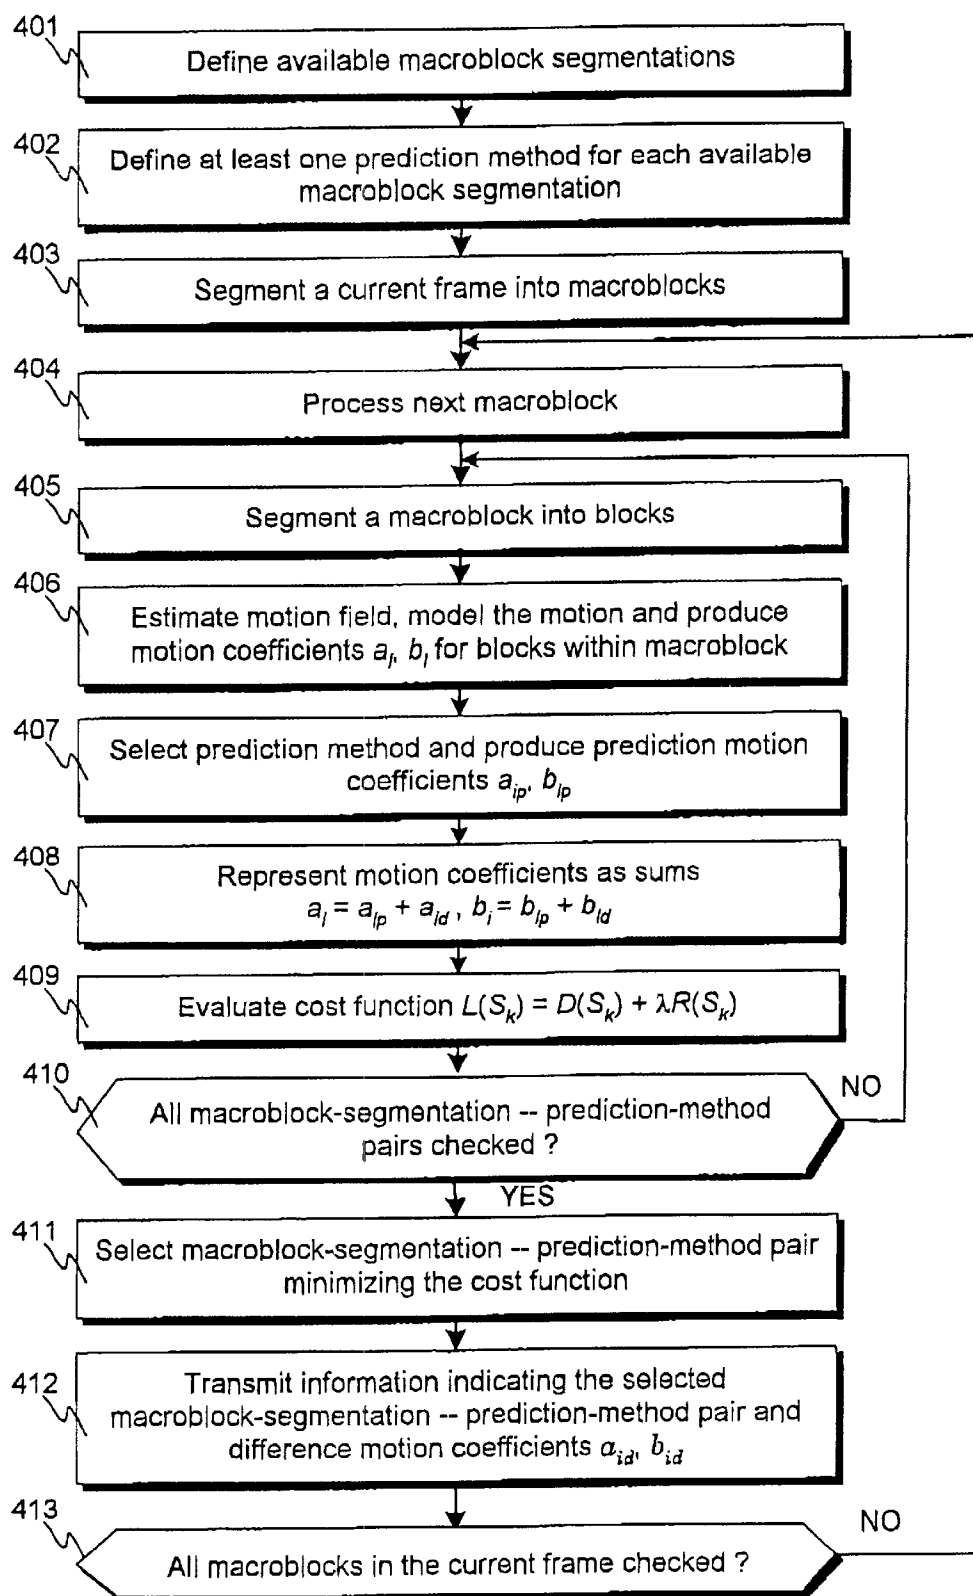 401
Define available macroblock segmentations
402
Define at least one prediction method for each available
macroblock segmentation
403
Segment a current frame into macroblocks
404
Process next macroblock
405
Segment a macroblock into blocks
406
Estimate motion field, model the motion and produce
motion coefficients a_i, b_i for blocks within macroblock
407
Select prediction method and produce prediction motion
coefficients a_ip, b_ip
408
Represent motion coefficients as sums
a_i = a_ip + a_id , b_i = b_ip + b_id
409
Evaluate cost function L(S_k) = D(S_k) + λR(S_k)
410
All macroblock-segmentation -- prediction-method
pairs checked ?
NO
YES
411
Select macroblock-segmentation -- prediction-method pair
minimizing the cost function
412
Transmit information indicating the selected
macroblock-segmentation -- prediction-method pair and
difference motion coefficients a_id, b_id
413
All macroblocks in the current frame checked ?
NO